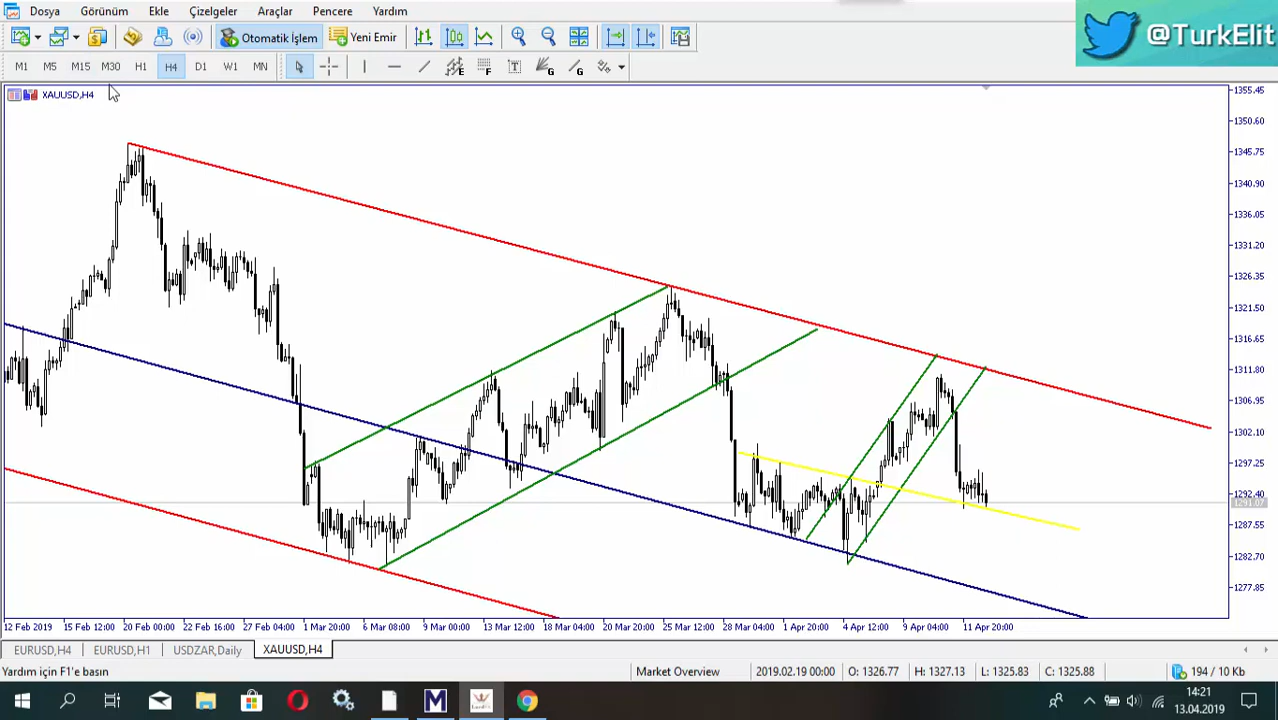 Dosya Görünüm Ekle Çizelgeler Araçlar Pencere Yardım
@TurkElit
Otomatik İşlem Yeni Emir
M1 M5 M15 M30 H1 H4 D1 W1 MN
XAUUSD,H4
1355.45
1350.60
1345.75
1340.90
1336.05
1331.20
1326.35
1321.50
1316.65
1311.80
1306.95
1302.10
1297.25
1292.40
1287.55
1282.70
1277.85
12 Feb 2019 15 Feb 12:00 20 Feb 00:00 22 Feb 16:00 27 Feb 04:00 1 Mar 20:00 6 Mar 08:00 9 Mar 00:00 13 Mar 12:00 18 Mar 04:00 20 Mar 20:00 25 Mar 12:00 28 Mar 04:00 1 Apr 20:00 4 Apr 12:00 9 Apr 04:00 11 Apr 20:00
EURUSD,H4 EURUSD,H1 USDZAR,Daily XAUUSD,H4
Yardım için F1'e basın Market Overview 2019.02.19 00:00 O: 1326.77 H: 1327.13 L: 1325.83 C: 1325.88 194 / 10 Kb
14:21
13.04.2019